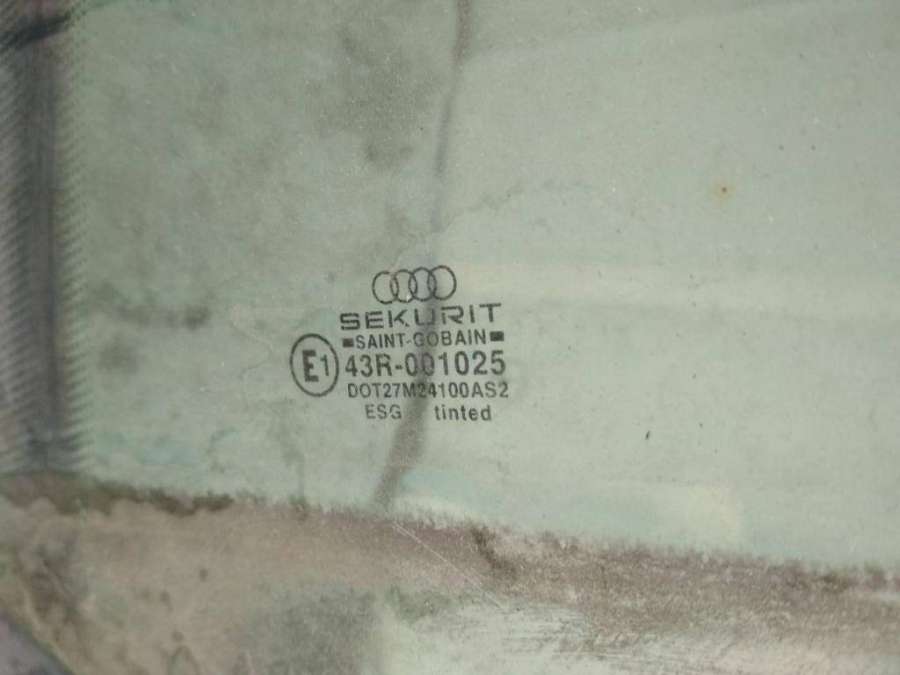 SEKURIT
SAINT-GOBAIN
E1 43R-001025
DOT27M24100AS2
ESG tinted